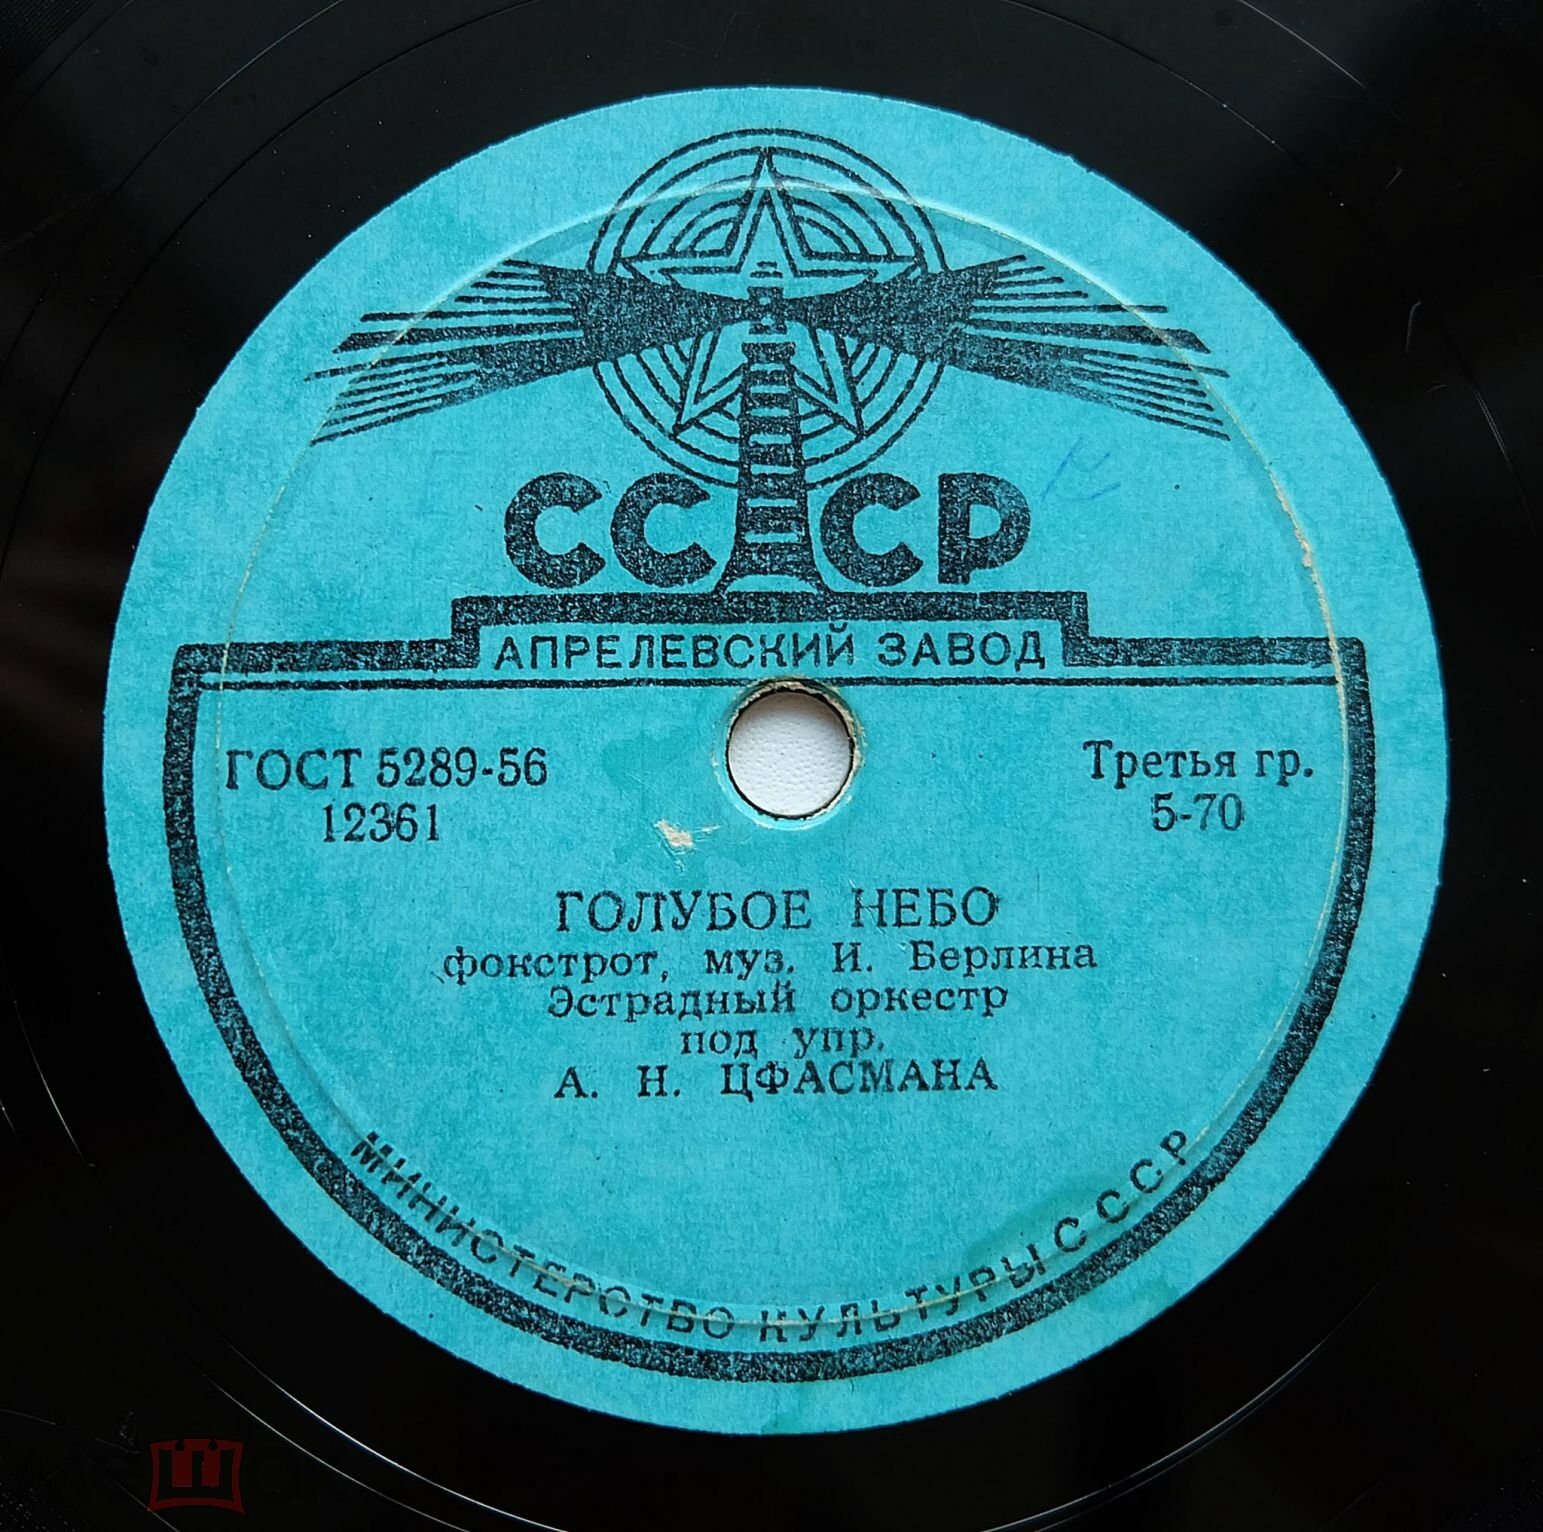 СССР
АПРЕЛЕВСКИЙ ЗАВОД
ГОСТ 5289-56
12361
Третья гр.
5-70
ГОЛУБОЕ НЕБО
фокстрот, муз. И. Берлина
Эстрадный оркестр
под упр.
А. Н. ЦФАСМАНА
МИНИСТЕРСТВО КУЛЬТУРЫ СССР